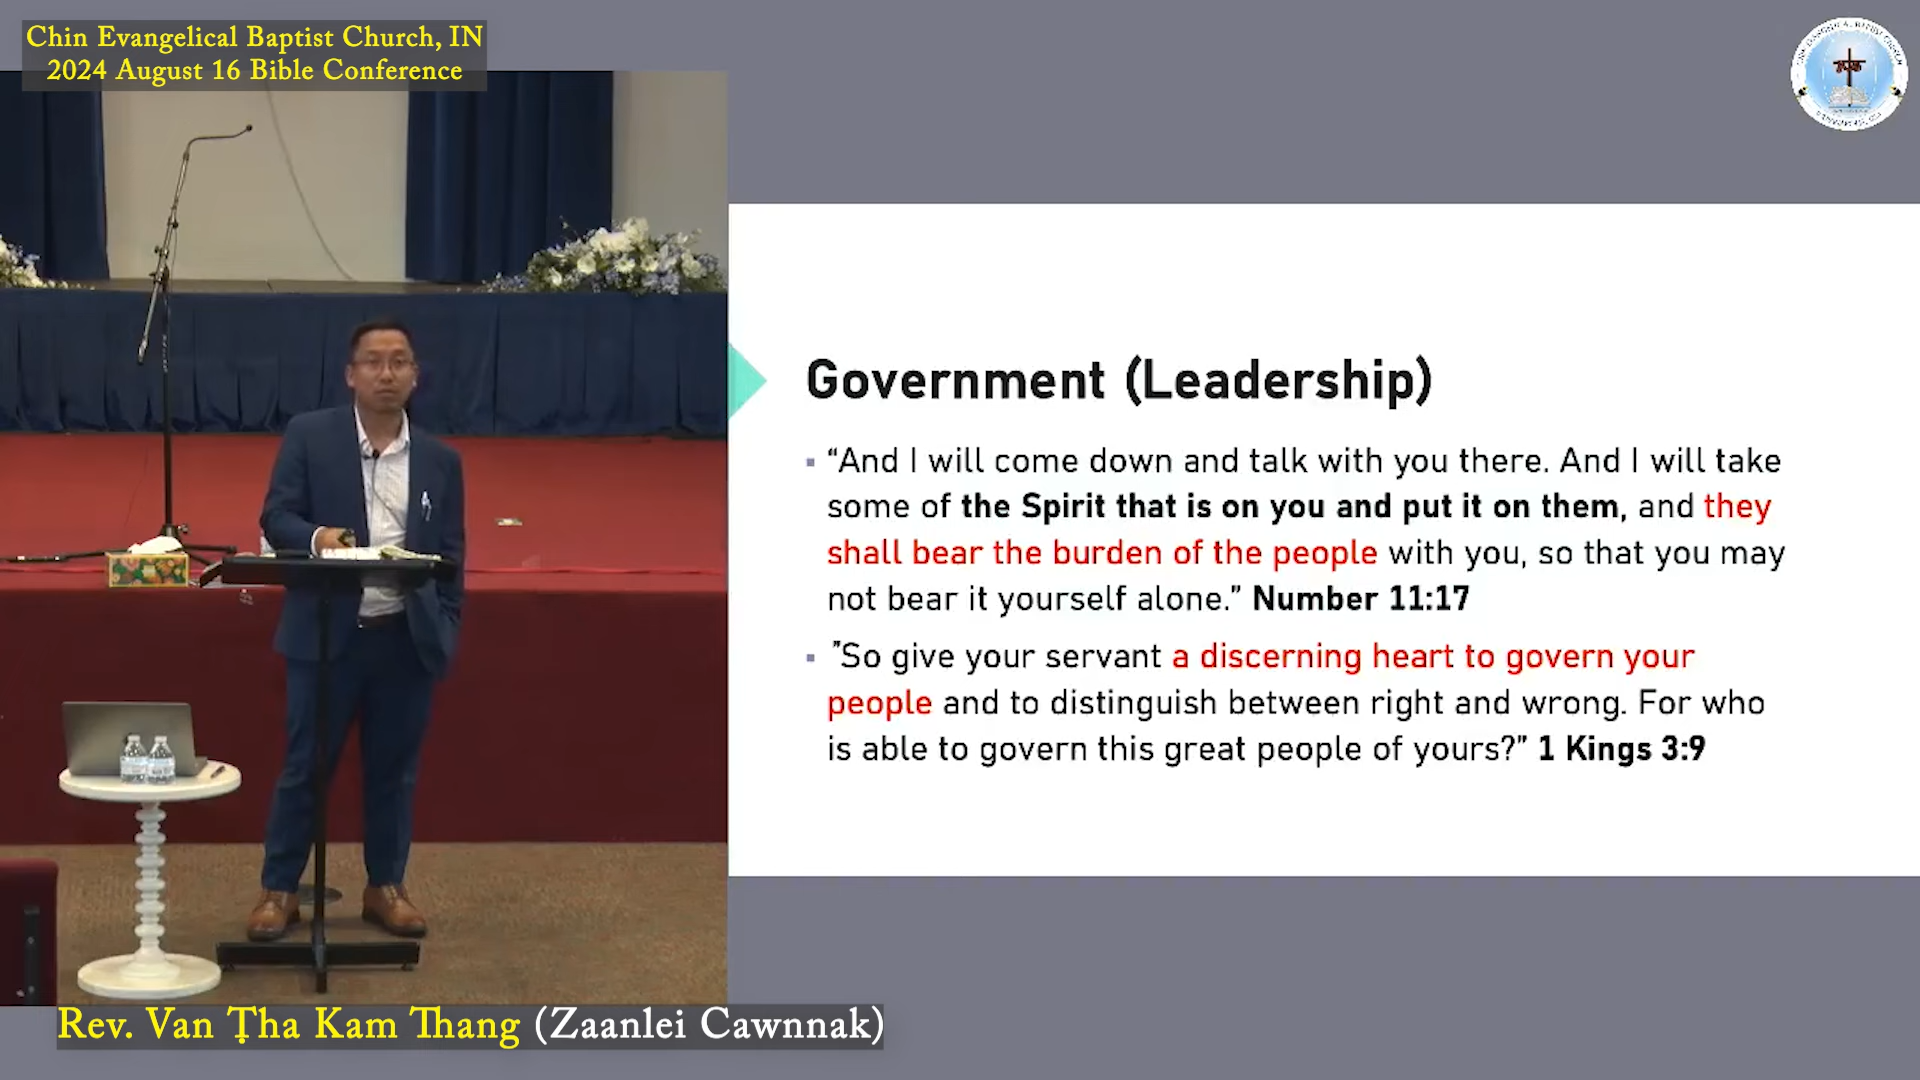 Chin Evangelical Baptist Church, IN
2024 August 16 Bible Conference
Government (Leadership)
▪ “And I will come down and talk with you there. And I will take
some of the Spirit that is on you and put it on them, and they
shall bear the burden of the people with you, so that you may
not bear it yourself alone.” Number 11:17
▪ "So give your servant a discerning heart to govern your
people and to distinguish between right and wrong. For who
is able to govern this great people of yours?” 1 Kings 3:9
Rev. Van Ṭha Kam Thang (Zaanlei Cawnnak)